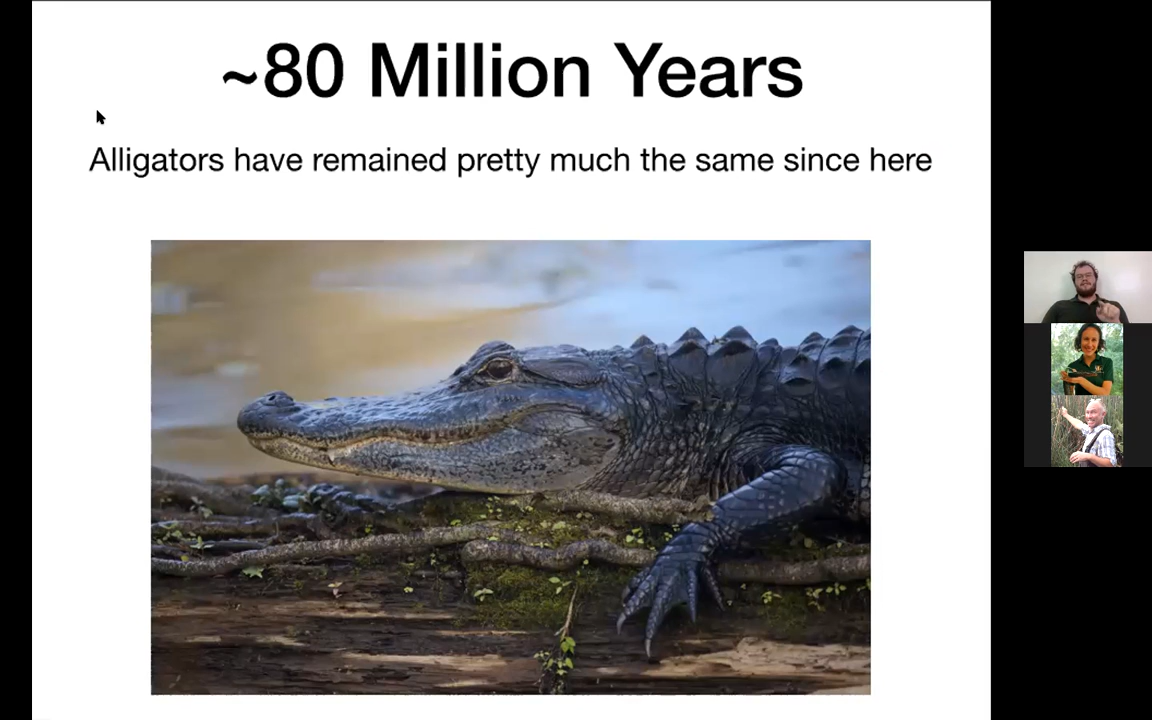 ~80 Million Years
Alligators have remained pretty much the same since here